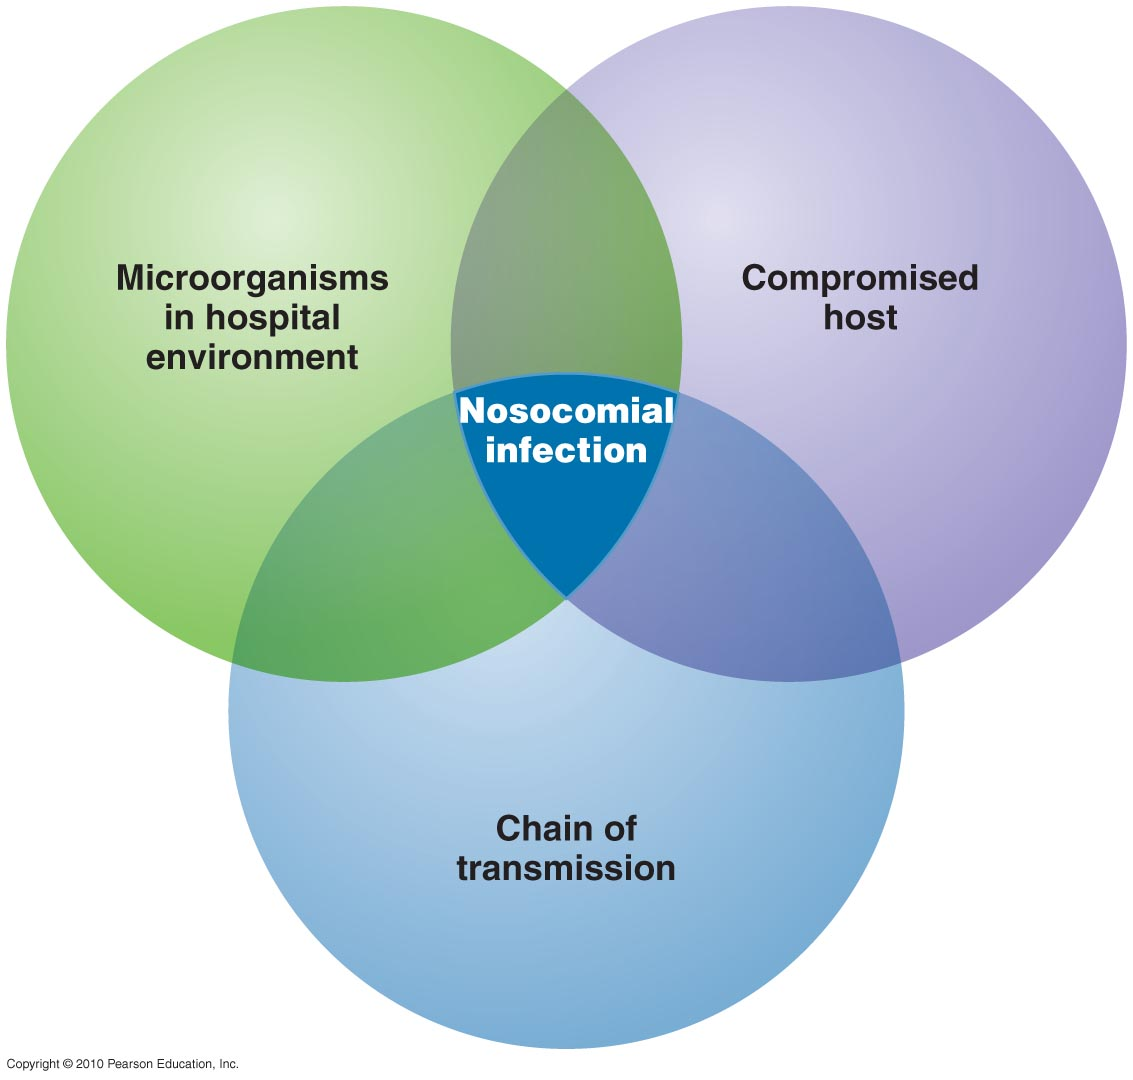 Microorganisms
in hospital
environment
Compromised
host
Nosocomial
infection
Chain of
transmission
Copyright © 2010 Pearson Education, Inc.